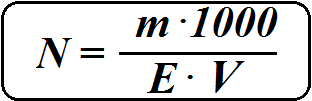 N = m · 1000
E · V